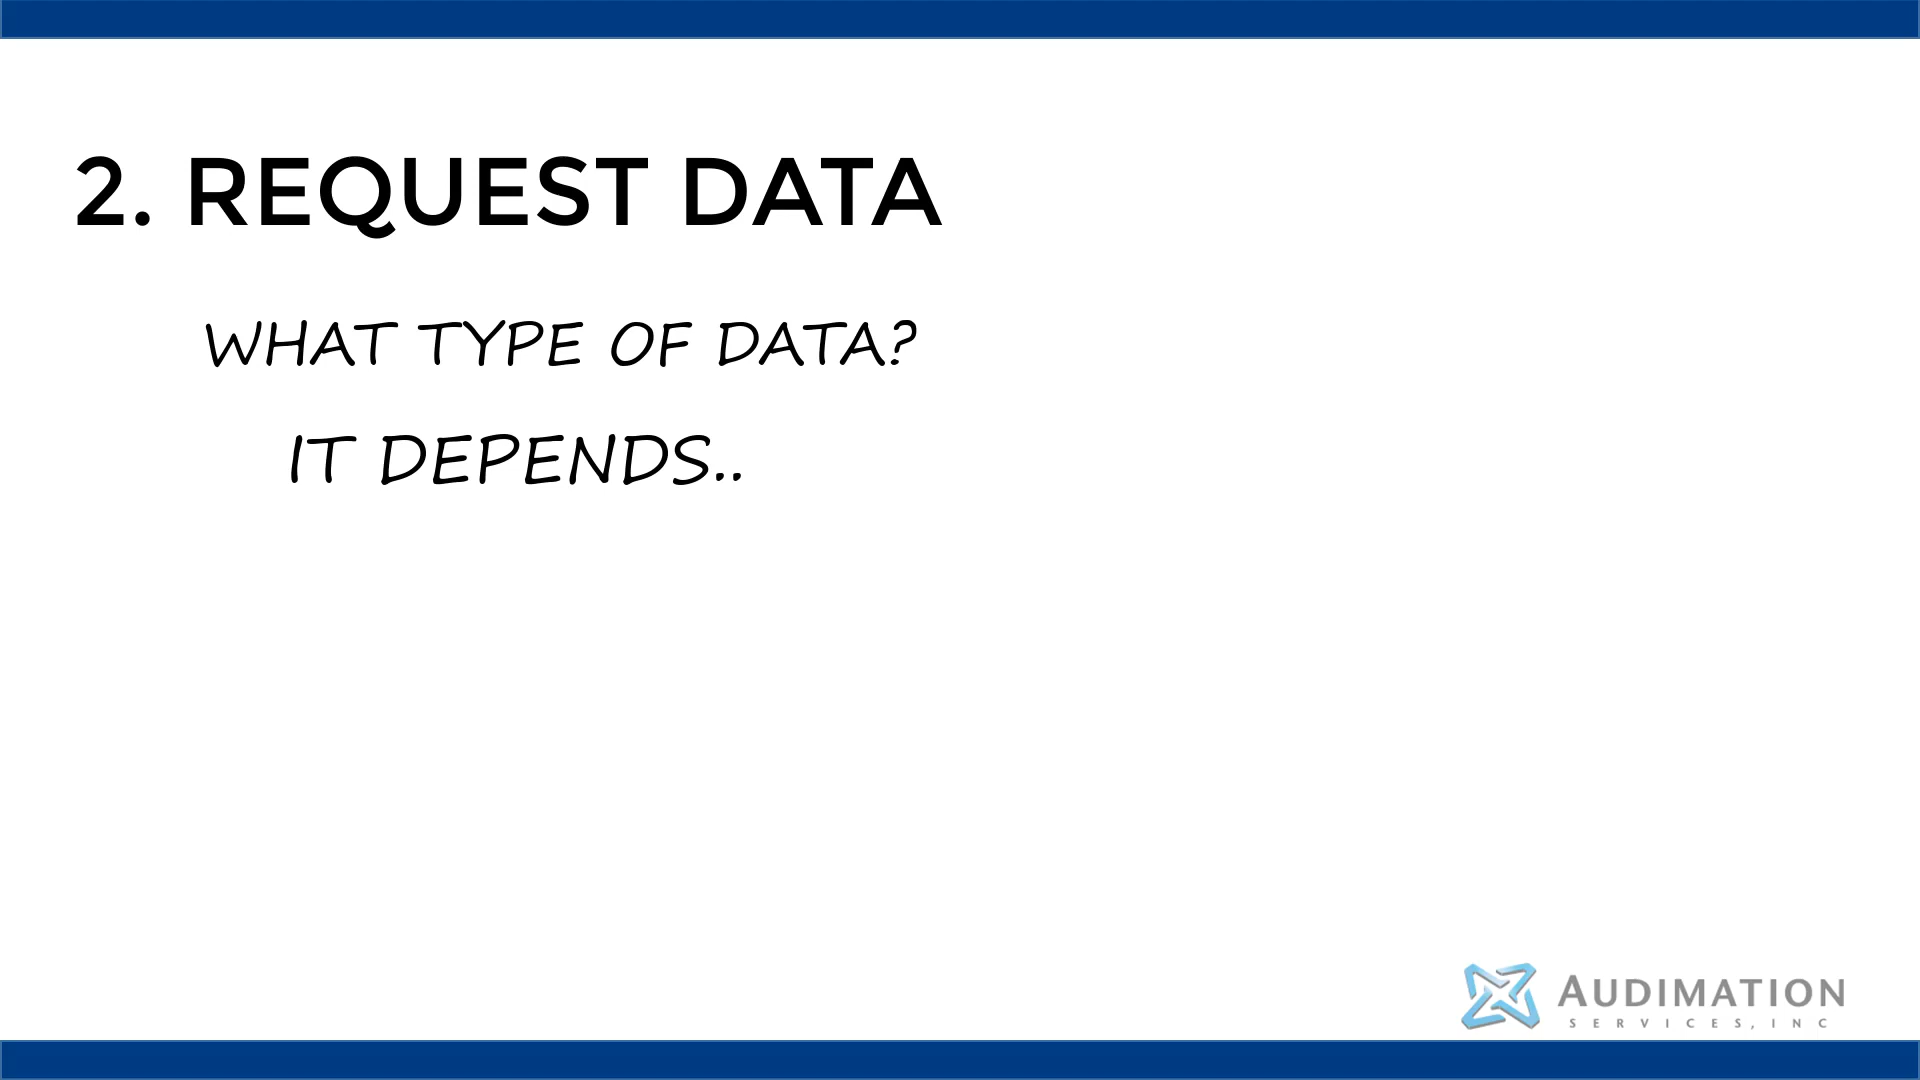 2. REQUEST DATA
WHAT TYPE OF DATA?
IT DEPENDS..
AUDIMATION
SERVICES, INC